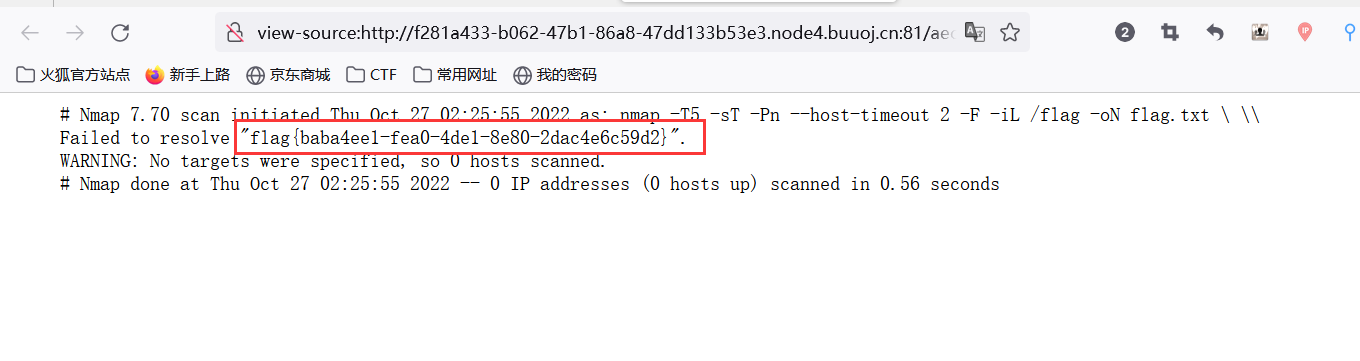 view-source:http://f281a433-b062-47b1-86a8-47dd133b53e3.node4.buuoj.cn:81/aec
2
IP
火狐官方站点 新手上路 京东商城 CTF 常用网址 我的密码
# Nmap 7.70 scan initiated Thu Oct 27 02:25:55 2022 as: nmap -T5 -sT -Pn --host-timeout 2 -F -iL /flag -oN flag.txt \ \\
Failed to resolve "flag{baba4ee1-fea0-4de1-8e80-2dac4e6c59d2}".
WARNING: No targets were specified, so 0 hosts scanned.
# Nmap done at Thu Oct 27 02:25:55 2022 -- 0 IP addresses (0 hosts up) scanned in 0.56 seconds